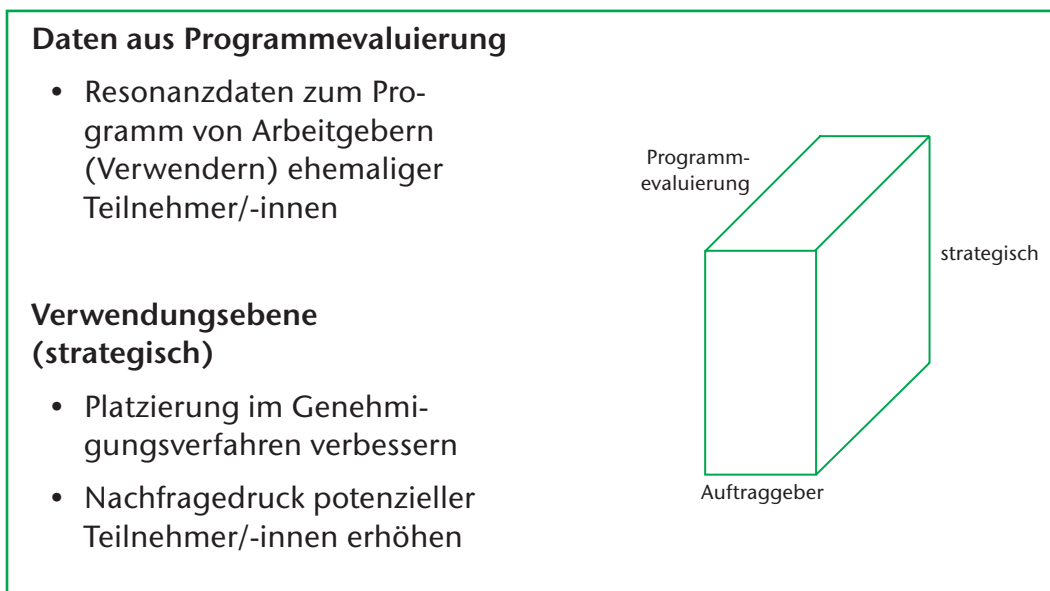 Daten aus Programmevaluierung
• Resonanzdaten zum Pro-
gramm von Arbeitgebern
(Verwendern) ehemaliger
Teilnehmer/-innen
Verwendungsebene
(strategisch)
• Platzierung im Genehmi-
gungsverfahren verbessern
• Nachfragedruck potenzieller
Teilnehmer/-innen erhöhen
Programm-
evaluierung
strategisch
Auftraggeber